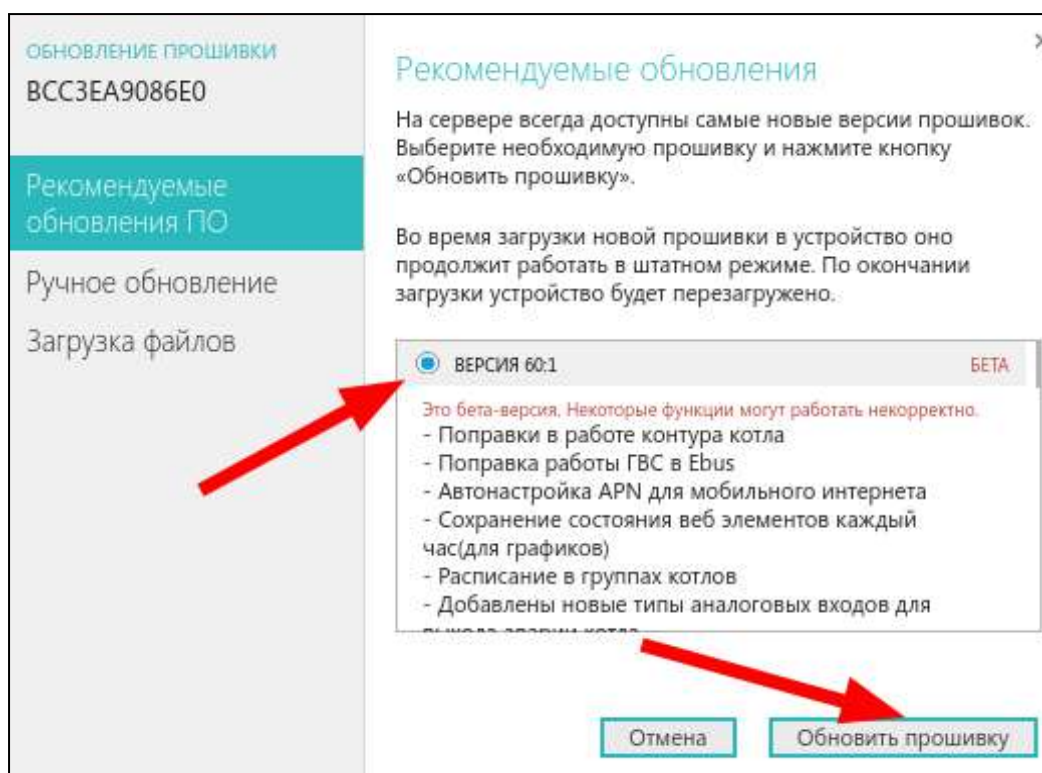 ОБНОВЛЕНИЕ ПРОШИВКИ
BCC3EA9086E0
Рекомендуемые
обновления ПО
Ручное обновление
Загрузка файлов
Рекомендуемые обновления
На сервере всегда доступны самые новые версии прошивок.
Выберите необходимую прошивку и нажмите кнопку
«Обновить прошивку».
Во время загрузки новой прошивки в устройство оно
продолжит работать в штатном режиме. По окончании
загрузки устройство будет перезагружено.
ВЕРСИЯ 60:1 БЕТА
Это бета-версия. Некоторые функции могут работать некорректно.
- Поправки в работе контура котла
- Поправка работы ГВС в Ebus
- Автонастройка APN для мобильного интернета
- Сохранение состояния веб элементов каждый
час(для графиков)
- Расписание в группах котлов
- Добавлены новые типы аналоговых входов для
выхода аварии котла
Отмена Обновить прошивку